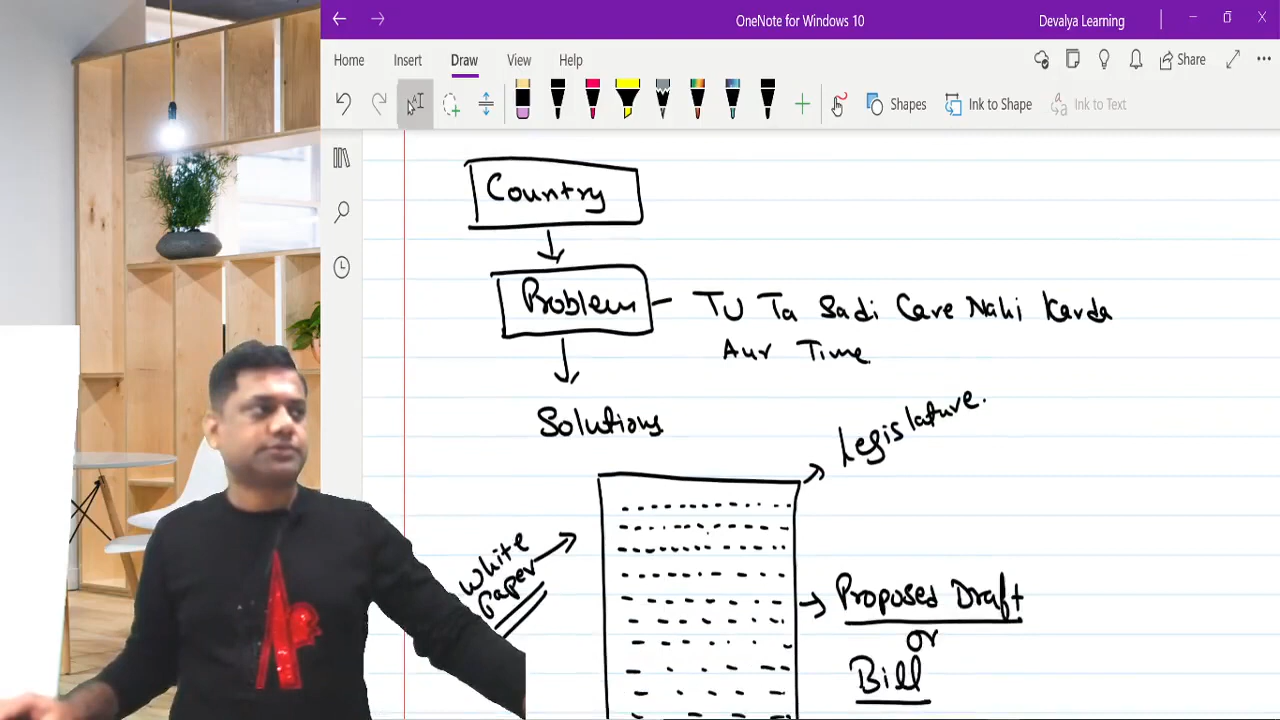 OneNote for Windows 10
Devalya Learning
Home Insert Draw View Help
Share
Shapes
Ink to Shape
Ink to Text
Country
Problem
Tu Ta Sadi Care Nahi Karda
Aur Time
Solutions
Legislature.
White
Paper
Proposed Draft
or
Bill